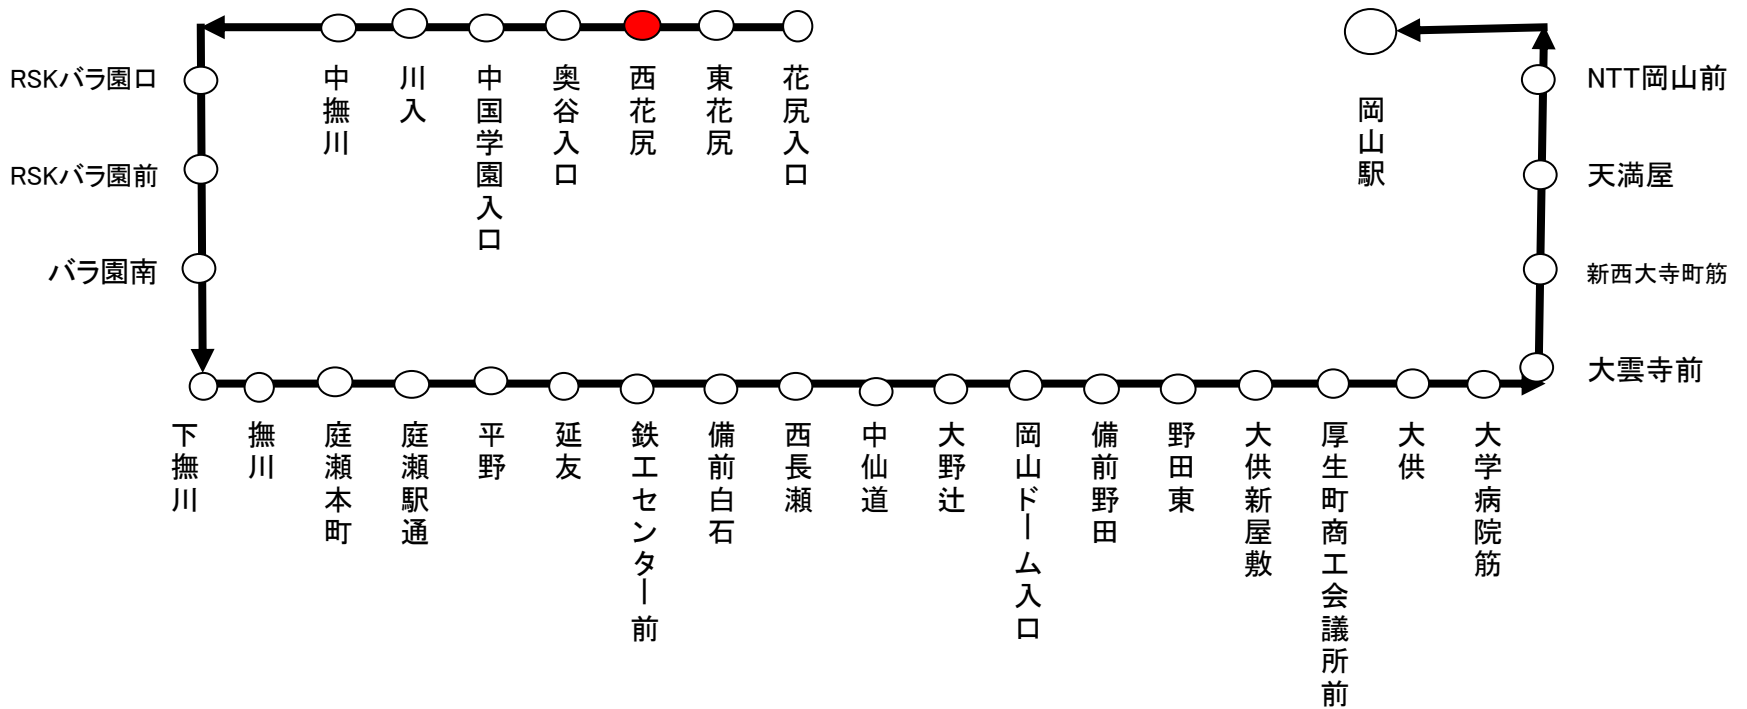 花尻入口
東花尻
西花尻
奥谷入口
中国学園入口
川入
中撫川
RSKバラ園口
RSKバラ園前
バラ園南
下撫川
撫川
庭瀬本町
庭瀬駅通
平野
延友
鉄工センター前
備前白石
西長瀬
中仙道
大野辻
岡山ドーム入口
備前野田
野田東
大供新屋敷
厚生町商工会議所前
大供
大学病院筋
大雲寺前
新西大寺町筋
天満屋
NTT岡山前
岡山駅